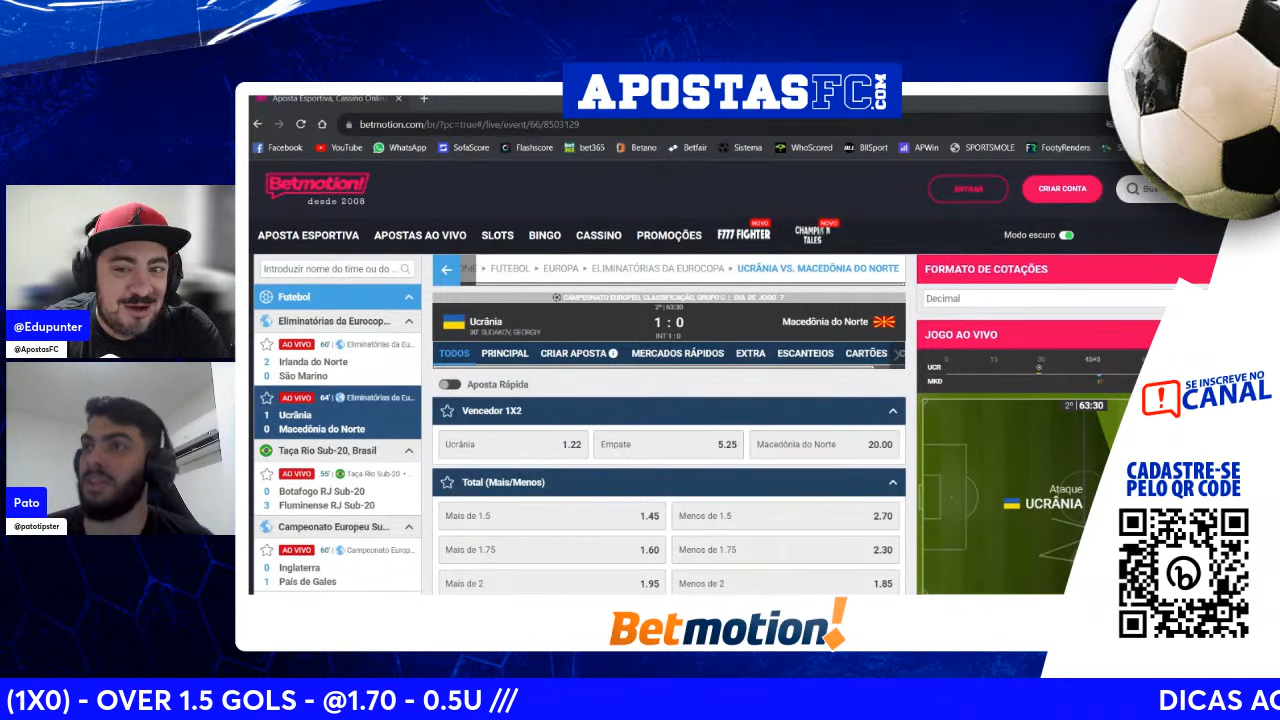 APOSTASFC.COM
Aposta Esportiva, Cassino Onlin
betmotion.com/br/?pc=true#/live/event/66/8503129
Facebook YouTube WhatsApp SofaScore Flashscore bet365 Betano Betfair Sistema WhoScored BllSport APWin SPORTSMOLE FootyRenders
Betmotion!
desde 2008
ENTRAR
CRIAR CONTA
NOVO
NOVO
APOSTA ESPORTIVA APOSTAS AO VIVO SLOTS BINGO CASSINO PROMOÇÕES F777 FIGHTER
TALES
Modo escuro
Introduzir nome do time ou do ...
Futebol
Eliminatórias da Eurocop...
AO VIVO 60' Eliminatórias da Eu...
2 Irlanda do Norte
0 São Marino
AO VIVO 64' Eliminatórias da Eu...
1 Ucrânia
0 Macedônia do Norte
Taça Rio Sub-20, Brasil
AO VIVO 55' Taça Rio Sub-20
0 Botafogo RJ Sub-20
3 Fluminense RJ Sub-20
Campeonato Europeu Su...
AO VIVO 60' Campeonato Europ...
0 Inglaterra
1 País de Gales
FUTEBOL EUROPA ELIMINATÓRIAS DA EUROCOPA UCRÂNIA VS. MACEDÔNIA DO NORTE
CAMPEONATO EUROPEU, CLASSIFICAÇÃO, GRUPO C | DIA DE JOGO 7
2º | 63:30
Ucrânia 1 : 0 Macedônia do Norte
30' SUDAKOV, GEORGIY
INT 1 : 0
TODOS PRINCIPAL CRIAR APOSTA MERCADOS RÁPIDOS EXTRA ESCANTEIOS CARTÕES
Aposta Rápida
Vencedor 1X2
Ucrânia 1.22 Empate 5.25 Macedônia do Norte 20.00
Total (Mais/Menos)
Mais de 1.5 1.45 Menos de 1.5 2.70
Mais de 1.75 1.60 Menos de 1.75 2.30
Mais de 2 1.95 Menos de 2 1.85
FORMATO DE COTAÇÕES
Decimal
JOGO AO VIVO
0 15 30 45+3
UCR
MKD
2º | 63:30
Ataque
UCRÂNIA
@Edupunter
@ApostasFC
Pato
@patotipster
SE INSCREVE NO
CANAL
CADASTRE-SE
PELO QR CODE
Betmotion!
(1X0) - OVER 1.5 GOLS - @1.70 - 0.5U ///
DICAS AO